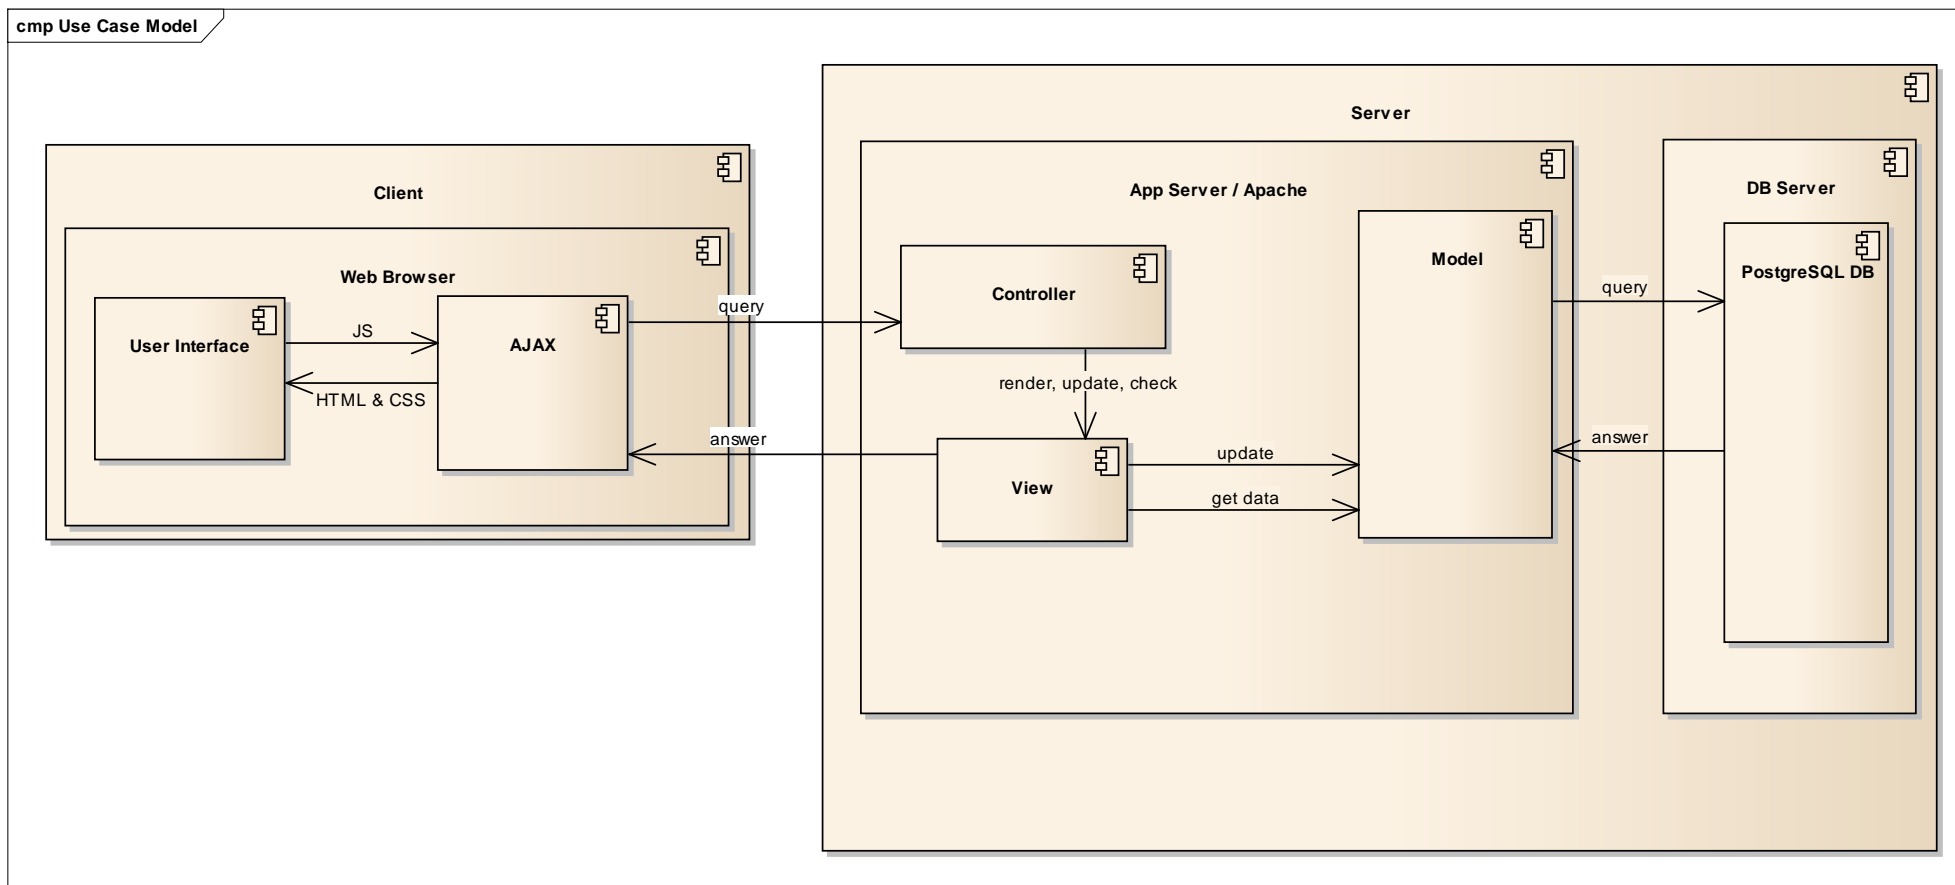 cmp Use Case Model
Server
Client
App Server / Apache
DB Server
Web Browser
Controller
Model
PostgreSQL DB
User Interface
JS
AJAX
HTML & CSS
query
render, update, check
answer
View
update
get data
query
answer